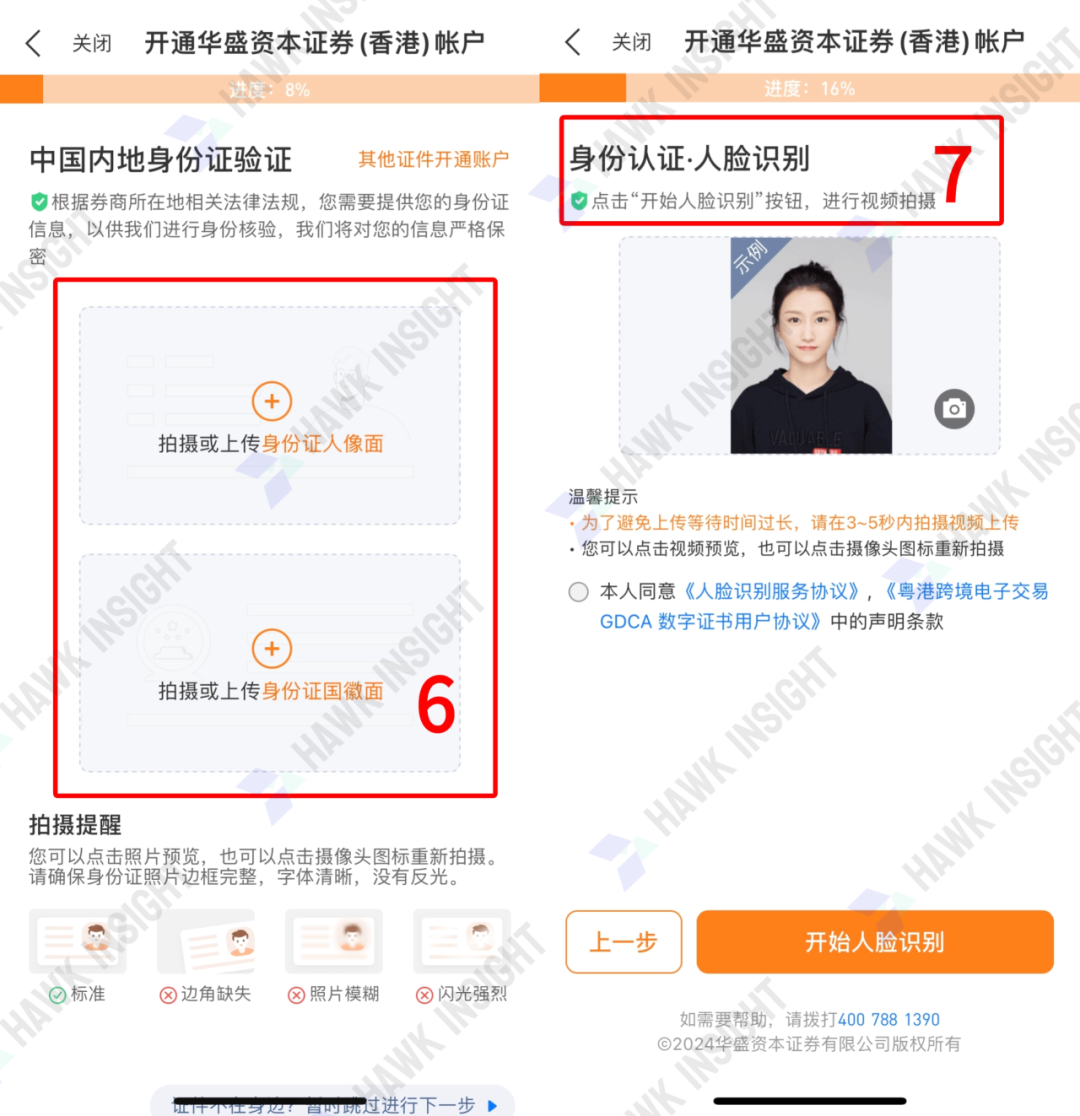 关闭
开通华盛资本证券(香港)帐户
进度：8%
中国内地身份证验证
其他证件开通账户
根据券商所在地相关法律法规，您需要提供您的身份证
信息，以供我们进行身份核验，我们将对您的信息严格保
密
拍摄或上传身份证人像面
拍摄或上传身份证国徽面
6
拍摄提醒
您可以点击照片预览，也可以点击摄像头图标重新拍摄。
请确保身份证照片边框完整，字体清晰，没有反光。
标准
边角缺失
照片模糊
闪光强烈
证件不在身边？暂时跳过进行下一步
关闭
开通华盛资本证券(香港)帐户
进度：16%
身份认证·人脸识别
7
点击“开始人脸识别”按钮，进行视频拍摄
示例
VALUABLE
温馨提示
·为了避免上传等待时间过长，请在3~5秒内拍摄视频上传
·您可以点击视频预览，也可以点击摄像头图标重新拍摄
本人同意《人脸识别服务协议》，《粤港跨境电子交易
GDCA 数字证书用户协议》中的声明条款
上一步
开始人脸识别
如需要帮助，请拨打400 788 1390
©2024华盛资本证券有限公司版权所有
HAWK INSIGHT